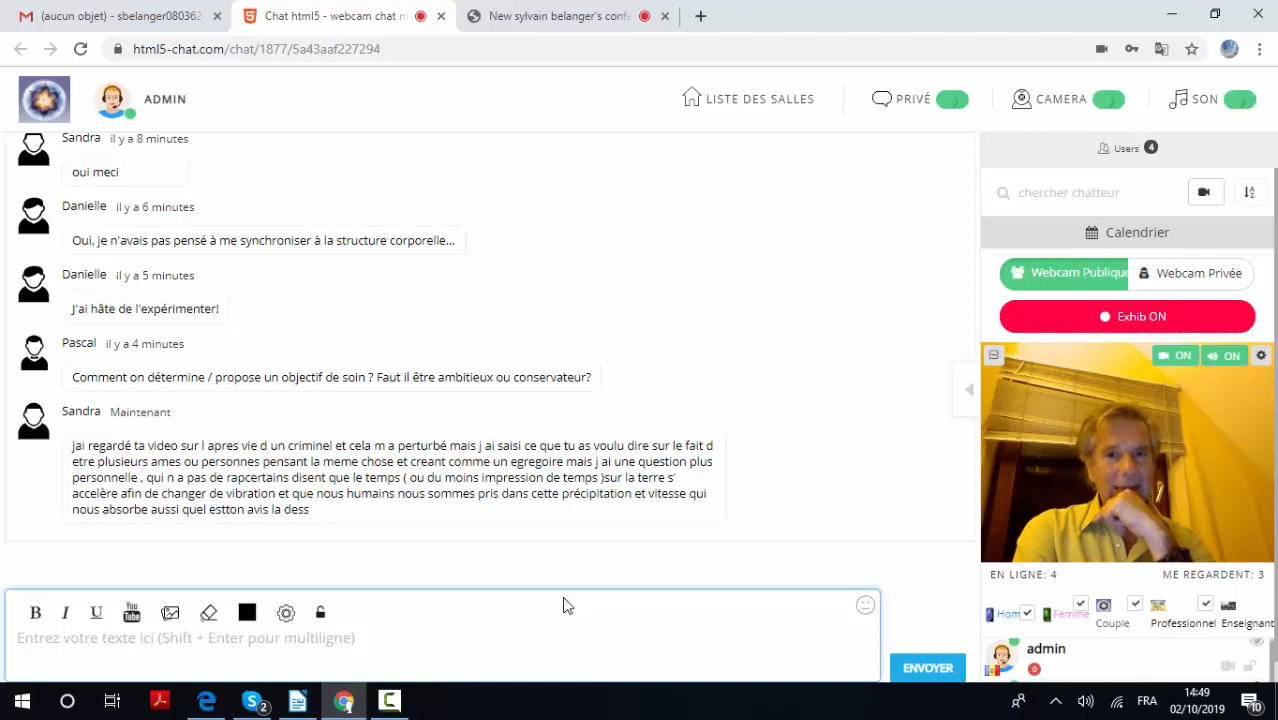 (aucun objet) - sbelanger080362
Chat html5 - webcam chat m
New sylvain belanger's confe
html5-chat.com/chat/1877/5a43aaf227294
ADMIN
LISTE DES SALLES
PRIVÉ
CAMERA
SON
Sandra il y a 8 minutes
oui meci
Danielle il y a 6 minutes
Oui, je n'avais pas pensé à me synchroniser à la structure corporelle...
Danielle il y a 5 minutes
J'ai hâte de l'expérimenter!
Pascal il y a 4 minutes
Comment on détermine / propose un objectif de soin ? Faut il être ambitieux ou conservateur?
Sandra Maintenant
jai regardé ta video sur l apres vie d un criminel et cela m a perturbé mais j ai saisi ce que tu as voulu dire sur le fait d
etre plusieurs ames ou personnes pensant la meme chose et creant comme un egregoire mais j ai une question plus
personnelle , qui n a pas de rapcertains disent que le temps ( ou du moins impression de temps )sur la terre s'
accelère afin de changer de vibration et que nous humains nous sommes pris dans cette précipitation et vitesse qui
nous absorbe aussi quel estton avis la dess
B I U You Tube
Entrez votre texte ici (Shift + Enter pour multiligne)
ENVOYER
Users 4
chercher chatteur
Calendrier
Webcam Publique
Webcam Privée
Exhib ON
ON
ON
EN LIGNE: 4
ME REGARDENT: 3
Hom
Femme
Couple
Professionnel
Enseignant
admin
0
2
FRA
14:49
02/10/2019
10